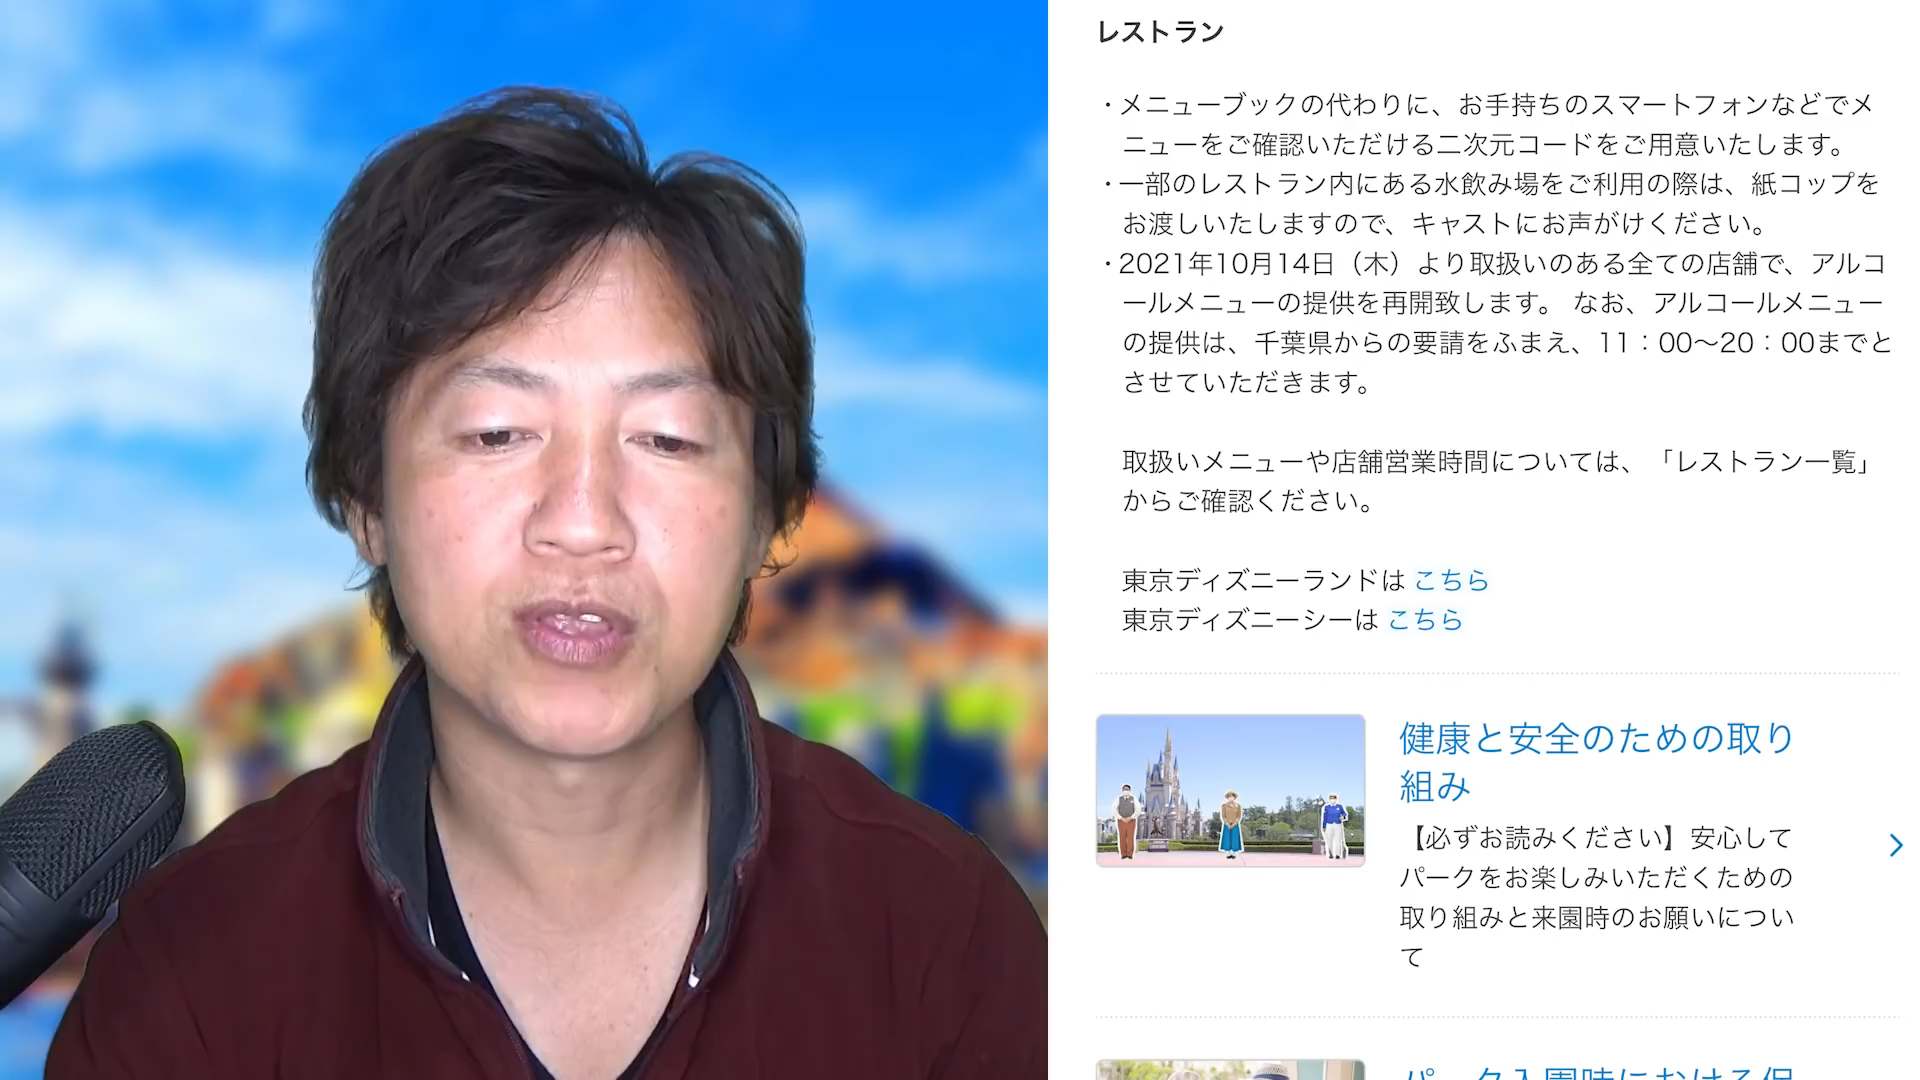 レストラン
・メニューブックの代わりに、お手持ちのスマートフォンなどでメ
ニューをご確認いただける二次元コードをご用意いたします。
・一部のレストラン内にある水飲み場をご利用の際は、紙コップを
お渡しいたしますので、キャストにお声がけください。
・2021年10月14日（木）より取扱いのある全ての店舗で、アルコ
ールメニューの提供を再開致します。 なお、アルコールメニュー
の提供は、千葉県からの要請をふまえ、11：00～20：00までと
させていただきます。
取扱いメニューや店舗営業時間については、「レストラン一覧」
からご確認ください。
東京ディズニーランドは こちら
東京ディズニーシーは こちら
健康と安全のための取り
組み
【必ずお読みください】安心して
パークをお楽しみいただくための
取り組みと来園時のお願いについ
て
パーク入園時における